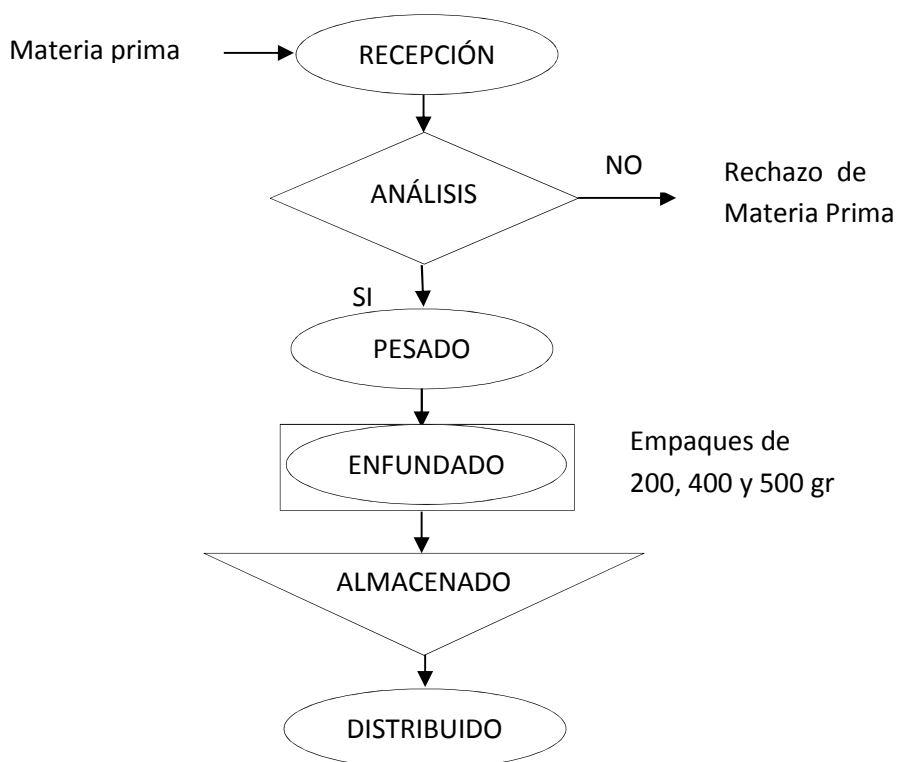 Materia prima
RECEPCIÓN
ANÁLISIS
NO
Rechazo de
Materia Prima
SI
PESADO
ENFUNDADO
Empaques de
200, 400 y 500 gr
ALMACENADO
DISTRIBUIDO